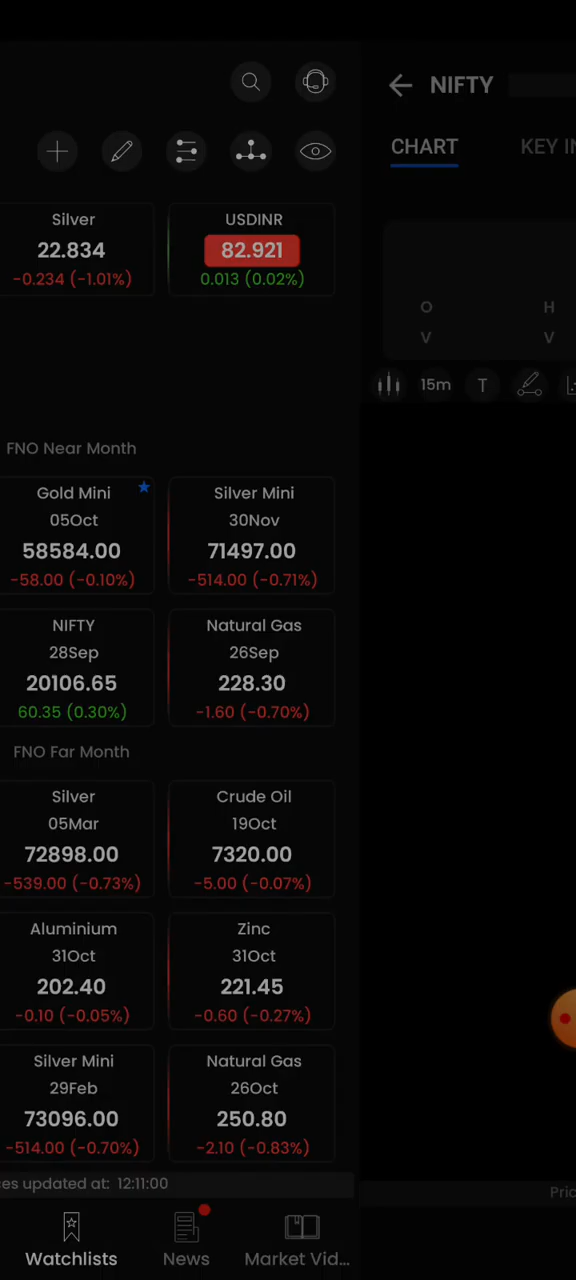 NIFTY
CHART KEY IN
Silver USDINR
22.834 82.921
-0.234 (-1.01%) 0.013 (0.02%)
O H
V V
15m T
FNO Near Month
Gold Mini Silver Mini
05Oct 30Nov
58584.00 71497.00
-58.00 (-0.10%) -514.00 (-0.71%)
NIFTY Natural Gas
28Sep 26Sep
20106.65 228.30
60.35 (0.30%) -1.60 (-0.70%)
FNO Far Month
Silver Crude Oil
05Mar 19Oct
72898.00 7320.00
-539.00 (-0.73%) -5.00 (-0.07%)
Aluminium Zinc
31Oct 31Oct
202.40 221.45
-0.10 (-0.05%) -0.60 (-0.27%)
Silver Mini Natural Gas
29Feb 26Oct
73096.00 250.80
-514.00 (-0.70%) -2.10 (-0.83%)
ces updated at: 12:11:00
Pric
Watchlists News Market Vid...